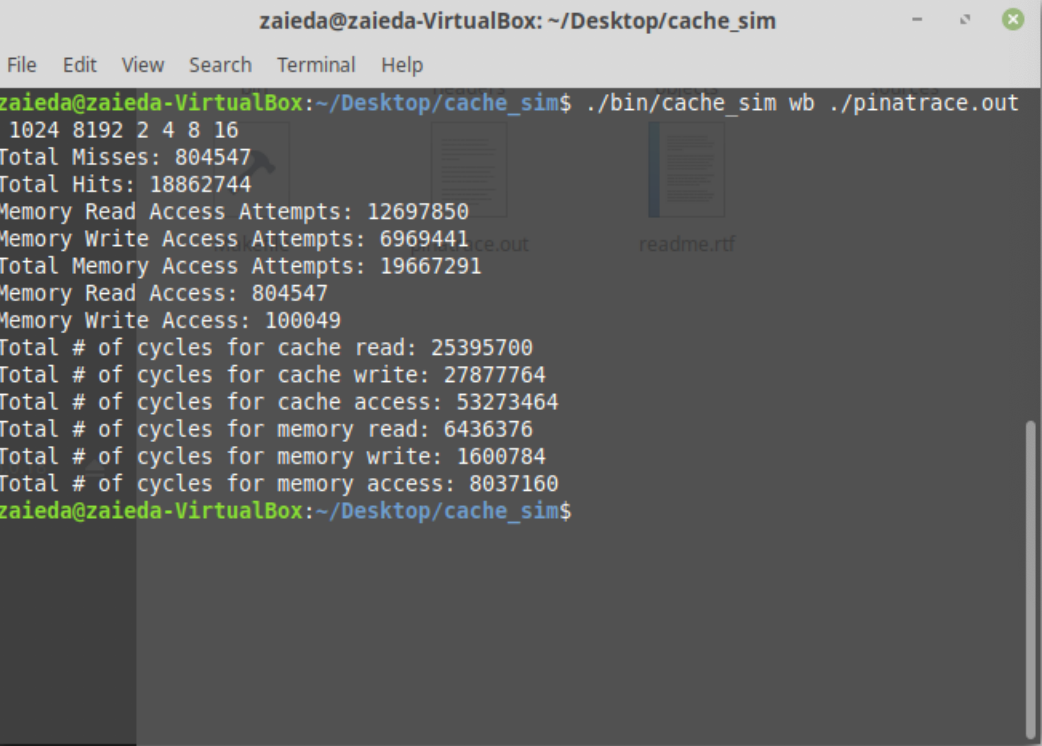 zaieda@zaieda-VirtualBox: ~/Desktop/cache_sim
File Edit View Search Terminal Help
zaieda@zaieda-VirtualBox:~/Desktop/cache_sim$ ./bin/cache_sim wb ./pinatrace.out
1024 8192 2 4 8 16
Total Misses: 804547
Total Hits: 18862744
Memory Read Access Attempts: 12697850
Memory Write Access Attempts: 6969441
Total Memory Access Attempts: 19667291
Memory Read Access: 804547
Memory Write Access: 100049
Total # of cycles for cache read: 25395700
Total # of cycles for cache write: 27877764
Total # of cycles for cache access: 53273464
Total # of cycles for memory read: 6436376
Total # of cycles for memory write: 1600784
Total # of cycles for memory access: 8037160
zaieda@zaieda-VirtualBox:~/Desktop/cache_sim$
pinatrace.out
readme.rtf